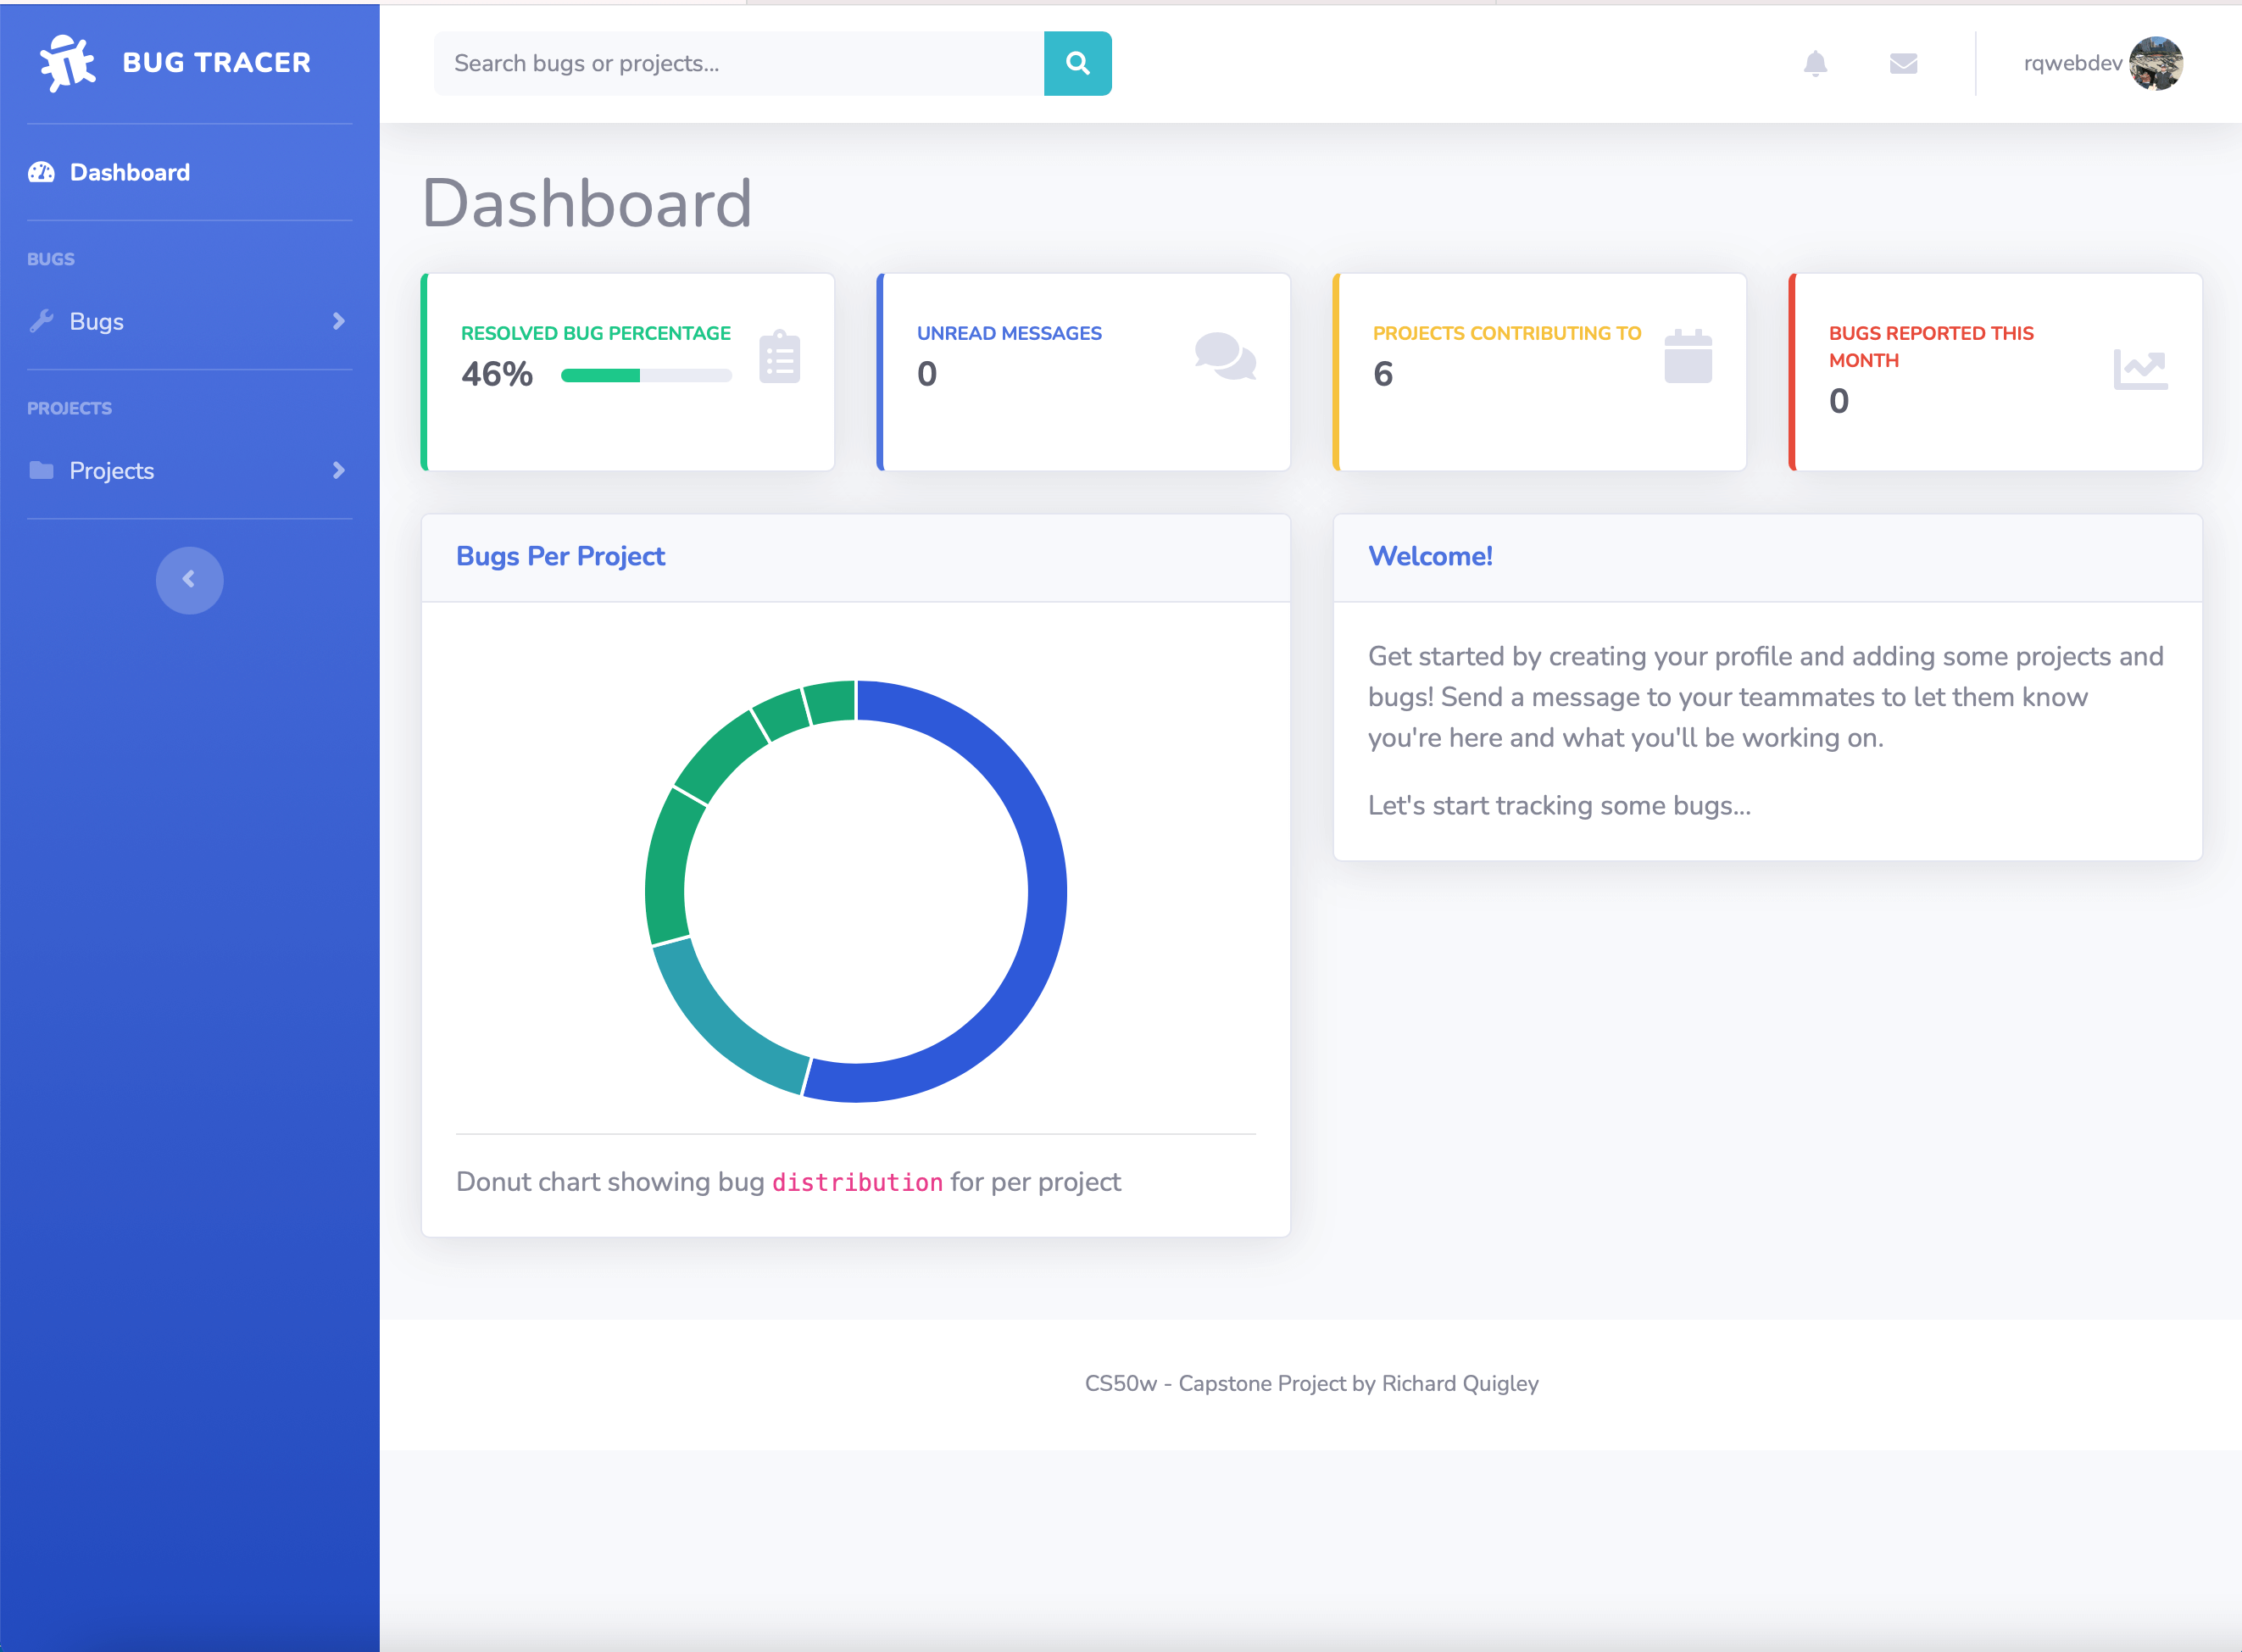 BUG TRACER
Search bugs or projects...
rqwebdev
Dashboard
BUGS
Bugs
PROJECTS
Projects
Dashboard
RESOLVED BUG PERCENTAGE
46%
UNREAD MESSAGES
0
PROJECTS CONTRIBUTING TO
6
BUGS REPORTED THIS
MONTH
0
Bugs Per Project
Donut chart showing bug distribution for per project
Welcome!
Get started by creating your profile and adding some projects and
bugs! Send a message to your teammates to let them know
you're here and what you'll be working on.
Let's start tracking some bugs...
CS50w - Capstone Project by Richard Quigley